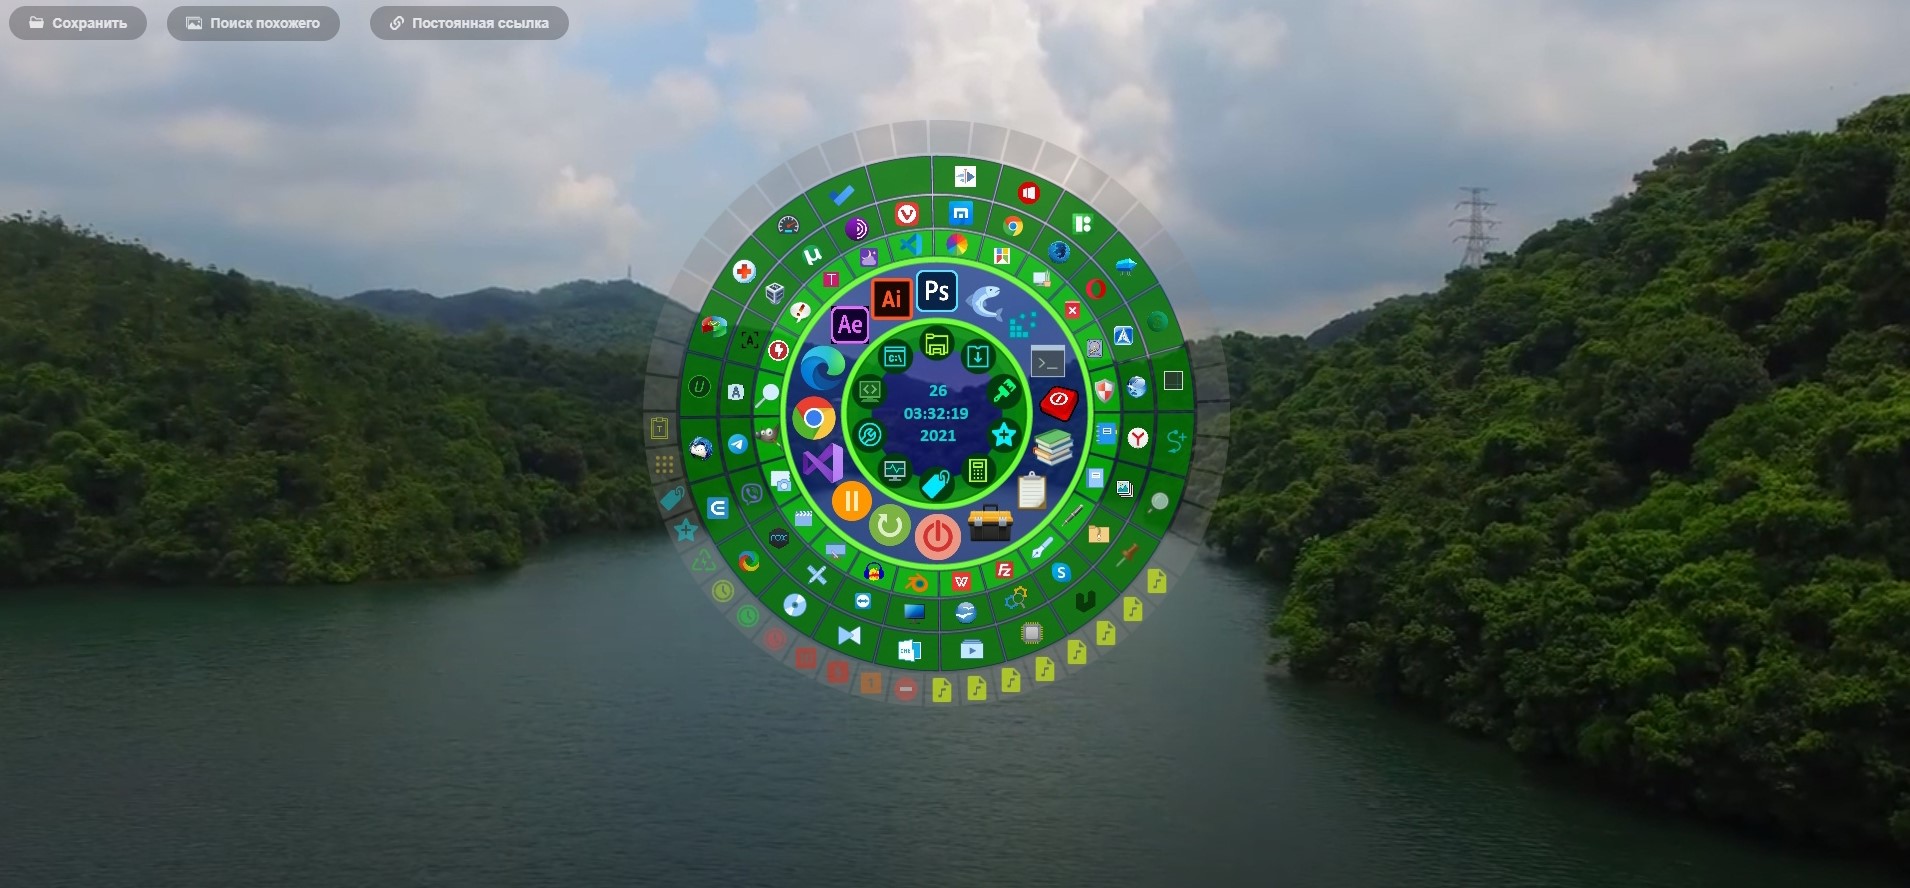 Сохранить
Поиск похожего
Постоянная ссылка
Ps
Ai
Ae
C:\
26
03:32:19
2021